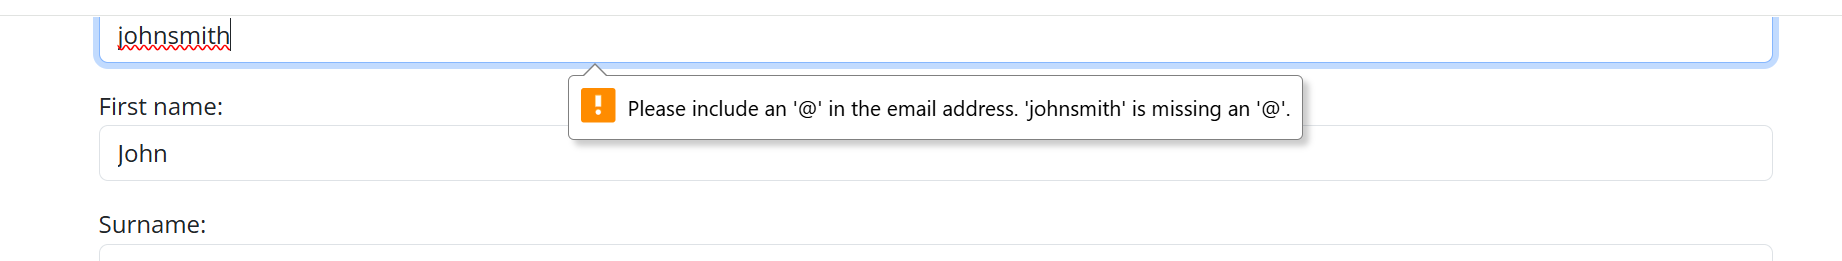 johnsmith
Please include an '@' in the email address. 'johnsmith' is missing an '@'.
First name:
John
Surname: